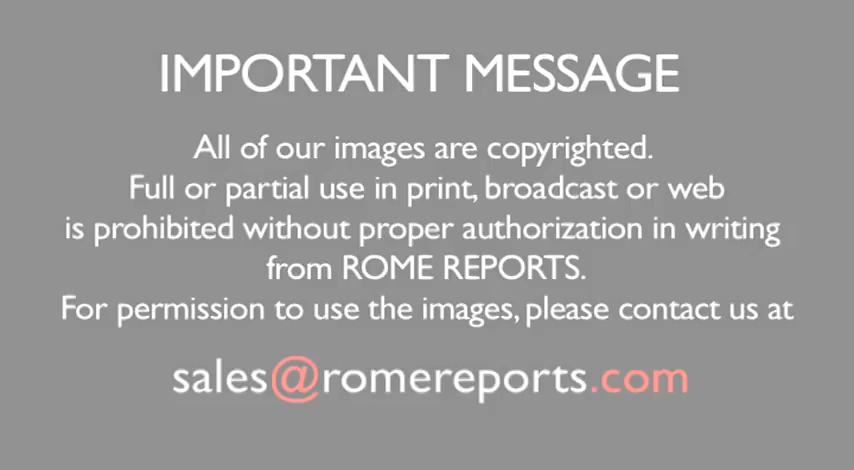 IMPORTANT MESSAGE
All of our images are copyrighted.
Full or partial use in print, broadcast or web
is prohibited without proper authorization in writing
from ROME REPORTS.
For permission to use the images, please contact us at
sales@romereports.com